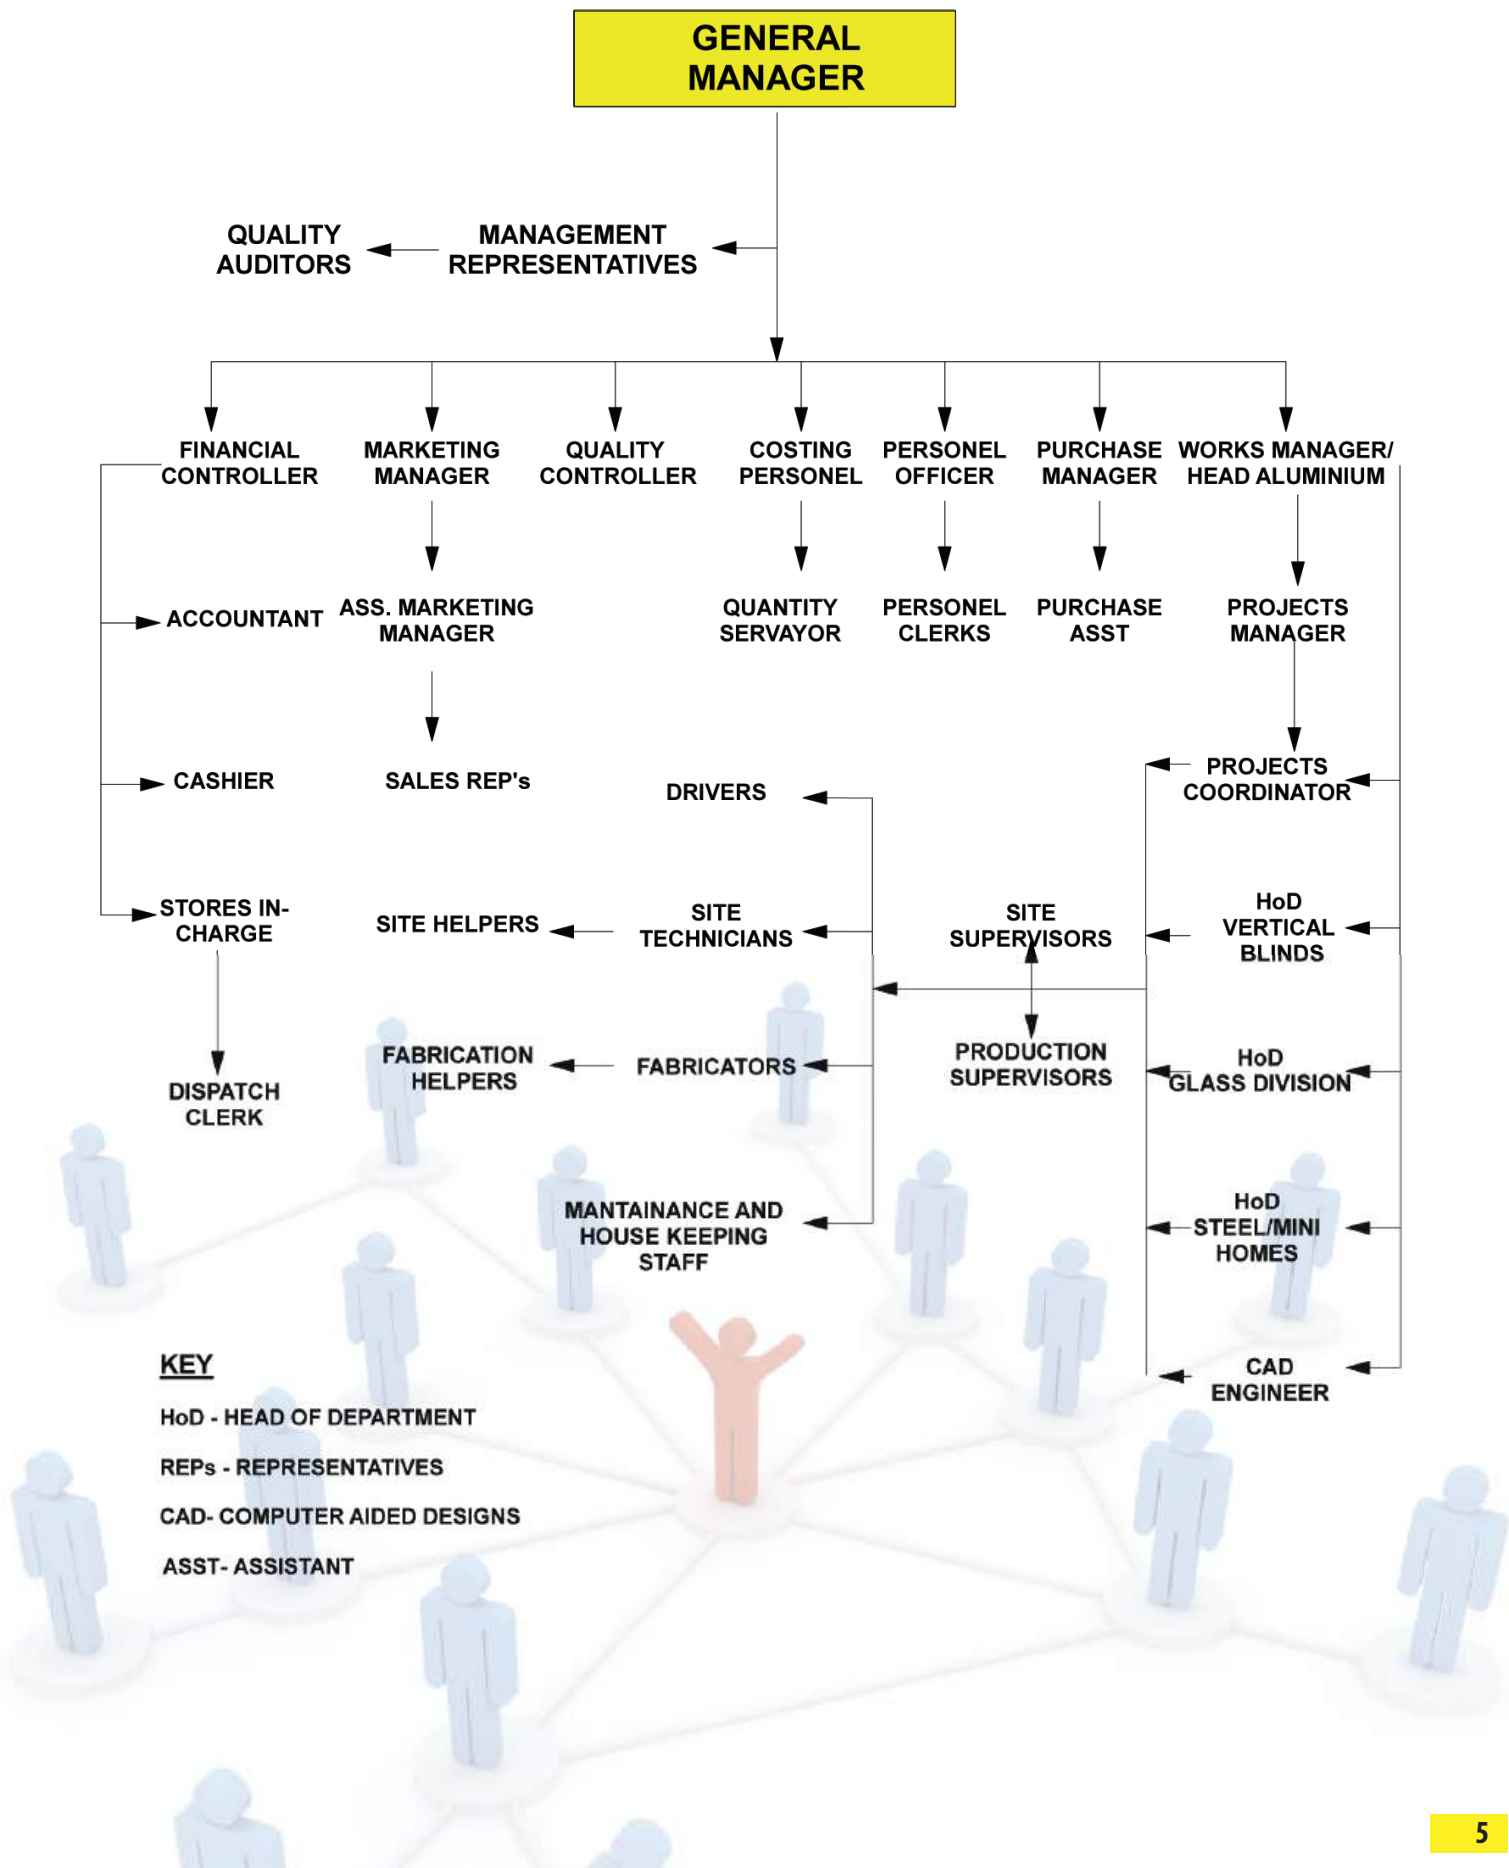 GENERAL
MANAGER
QUALITY
AUDITORS
MANAGEMENT
REPRESENTATIVES
FINANCIAL
CONTROLLER
MARKETING
MANAGER
QUALITY
CONTROLLER
COSTING
PERSONEL
PERSONEL
OFFICER
PURCHASE
MANAGER
WORKS MANAGER/
HEAD ALUMINIUM
ACCOUNTANT
ASS. MARKETING
MANAGER
QUANTITY
SERVAYOR
PERSONEL
CLERKS
PURCHASE
ASST
PROJECTS
MANAGER
CASHIER
SALES REP's
DRIVERS
PROJECTS
COORDINATOR
STORES IN-
CHARGE
SITE HELPERS
SITE
TECHNICIANS
SITE
SUPERVISORS
HoD
VERTICAL
BLINDS
DISPATCH
CLERK
FABRICATION
HELPERS
FABRICATORS
PRODUCTION
SUPERVISORS
HoD
GLASS DIVISION
MANTAINANCE AND
HOUSE KEEPING
STAFF
HoD
STEEL/MINI
HOMES
CAD
ENGINEER
KEY
HoD - HEAD OF DEPARTMENT
REPs - REPRESENTATIVES
CAD- COMPUTER AIDED DESIGNS
ASST- ASSISTANT
5